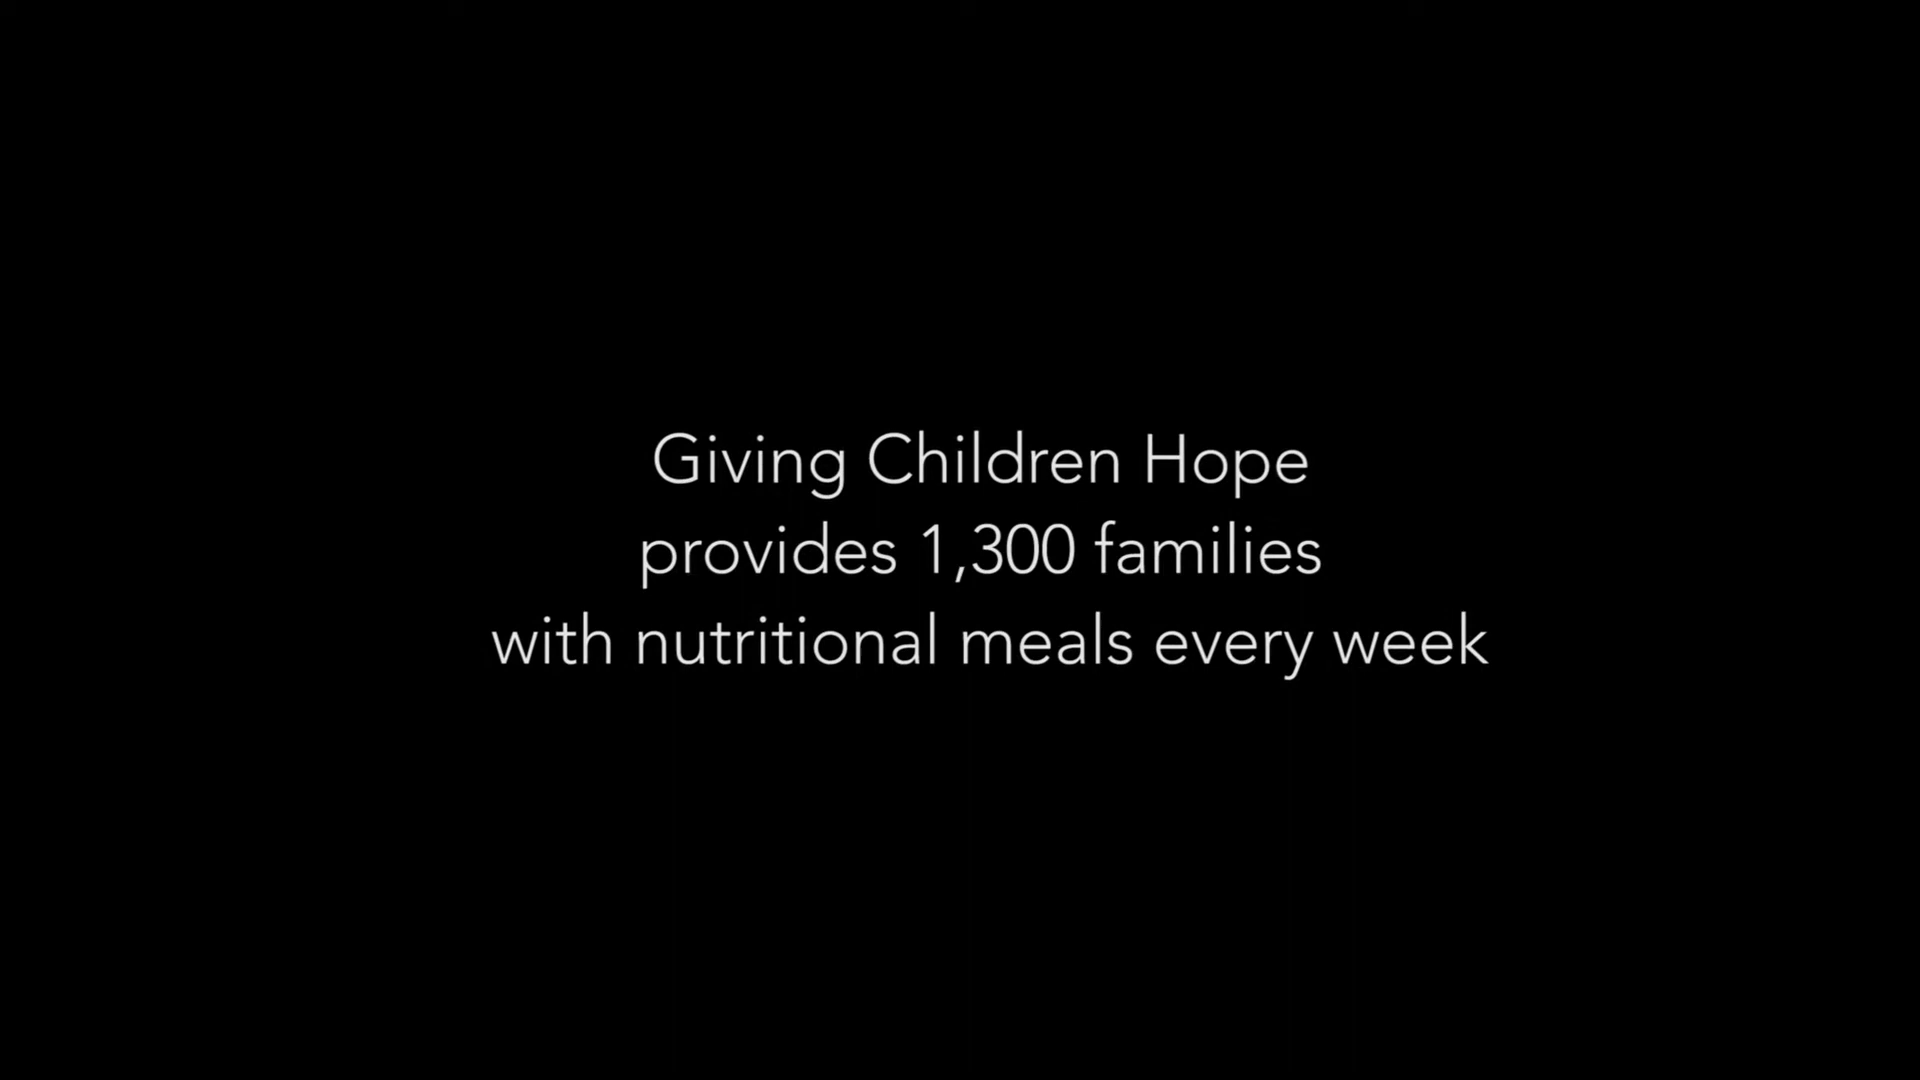 Giving Children Hope
provides 1,300 families
with nutritional meals every week